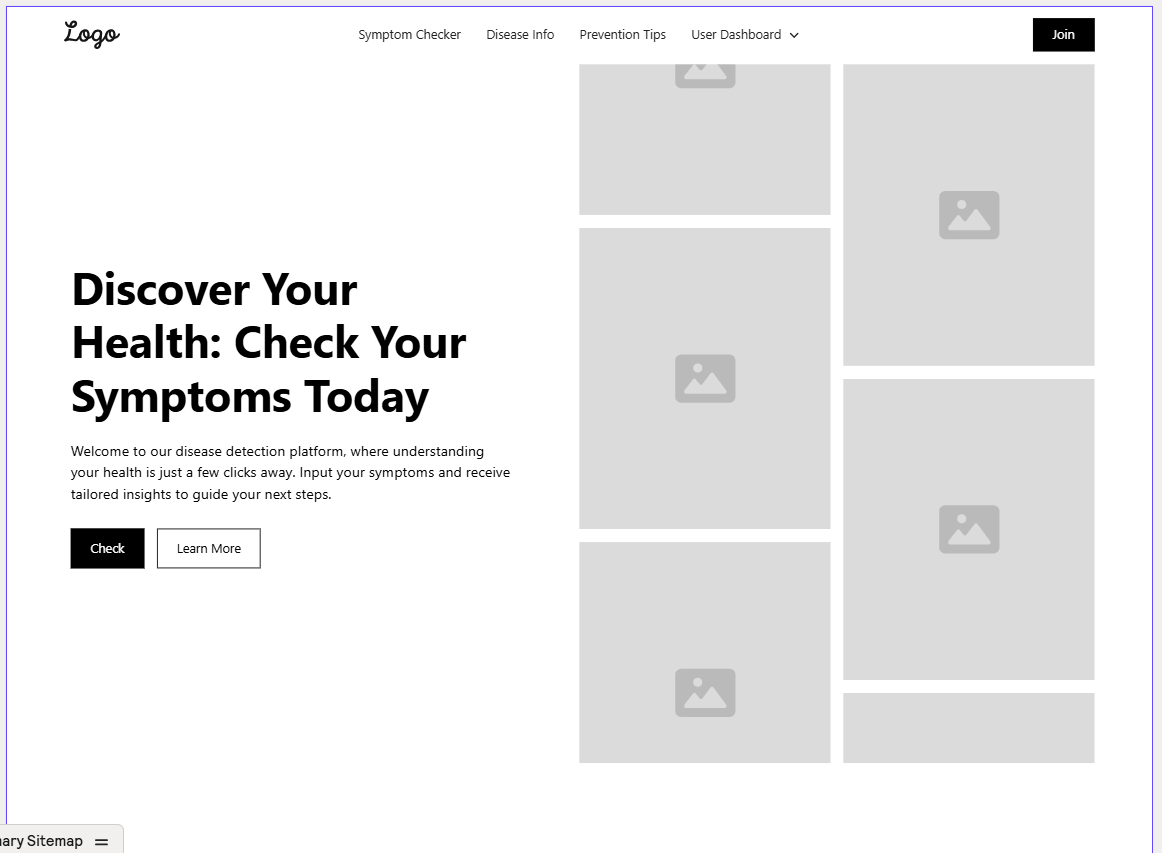 Logo
Symptom Checker
Disease Info
Prevention Tips
User Dashboard
Join
Discover Your
Health: Check Your
Symptoms Today
Welcome to our disease detection platform, where understanding
your health is just a few clicks away. Input your symptoms and receive
tailored insights to guide your next steps.
Check
Learn More
Sitemap